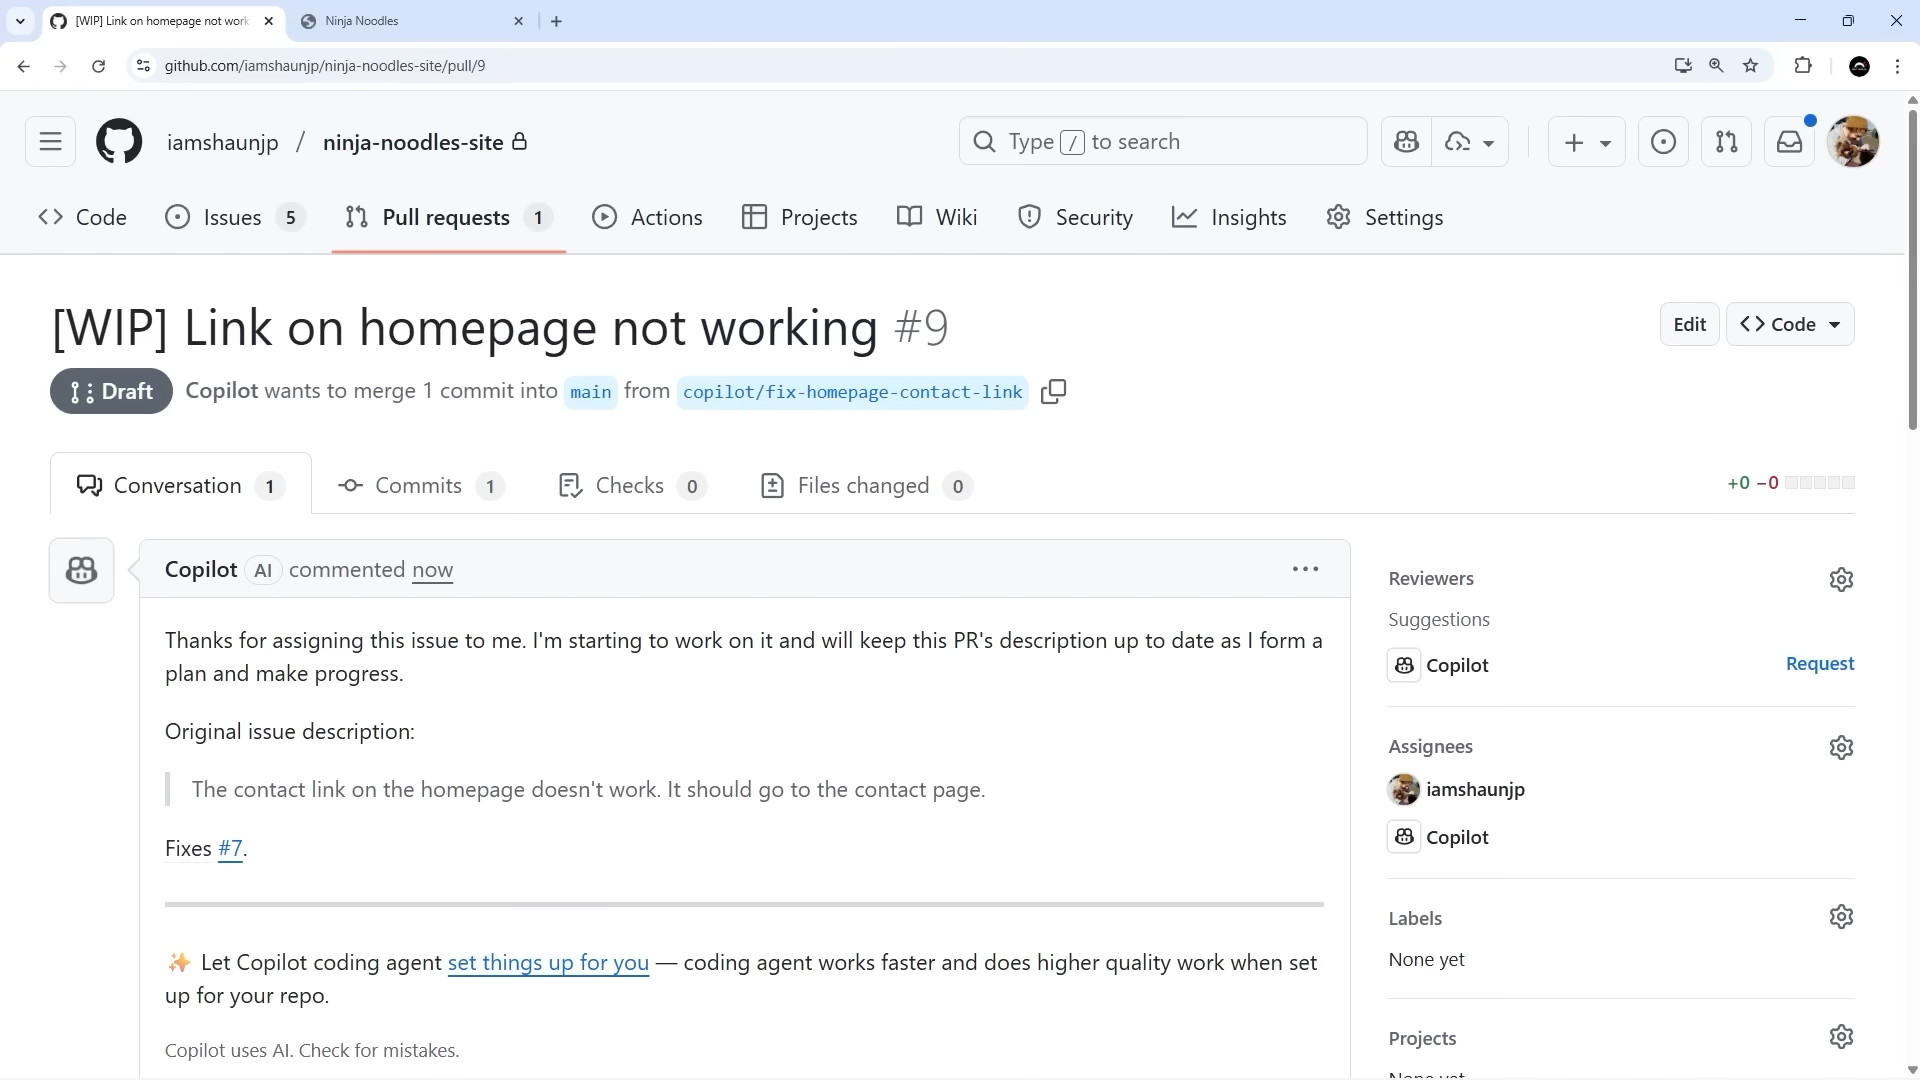 [WIP] Link on homepage not work
Ninja Noodles
github.com/iamshaunjp/ninja-noodles-site/pull/9
iamshaunjp / ninja-noodles-site
Type / to search
Code
Issues 5
Pull requests 1
Actions
Projects
Wiki
Security
Insights
Settings
[WIP] Link on homepage not working #9
Edit
Code
Draft
Copilot wants to merge 1 commit into main from copilot/fix-homepage-contact-link
Conversation 1
Commits 1
Checks 0
Files changed 0
+0 −0
Copilot AI commented now
Thanks for assigning this issue to me. I'm starting to work on it and will keep this PR's description up to date as I form a
plan and make progress.
Original issue description:
The contact link on the homepage doesn't work. It should go to the contact page.
Fixes #7.
✨ Let Copilot coding agent set things up for you — coding agent works faster and does higher quality work when set
up for your repo.
Copilot uses AI. Check for mistakes.
Reviewers
Suggestions
Copilot
Request
Assignees
iamshaunjp
Copilot
Labels
None yet
Projects
None yet